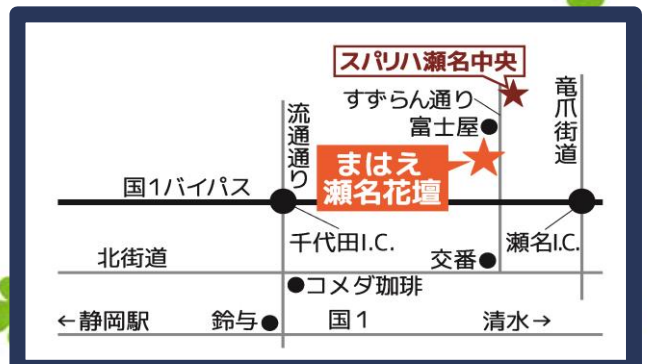 スパリハ瀬名中央
すずらん通り
富士屋
竜爪街道
流通通り
まはえ
瀬名花壇
国1バイパス
千代田I.C.
瀬名I.C.
北街道
交番
コメダ珈琲
←静岡駅
鈴与
国1
清水→